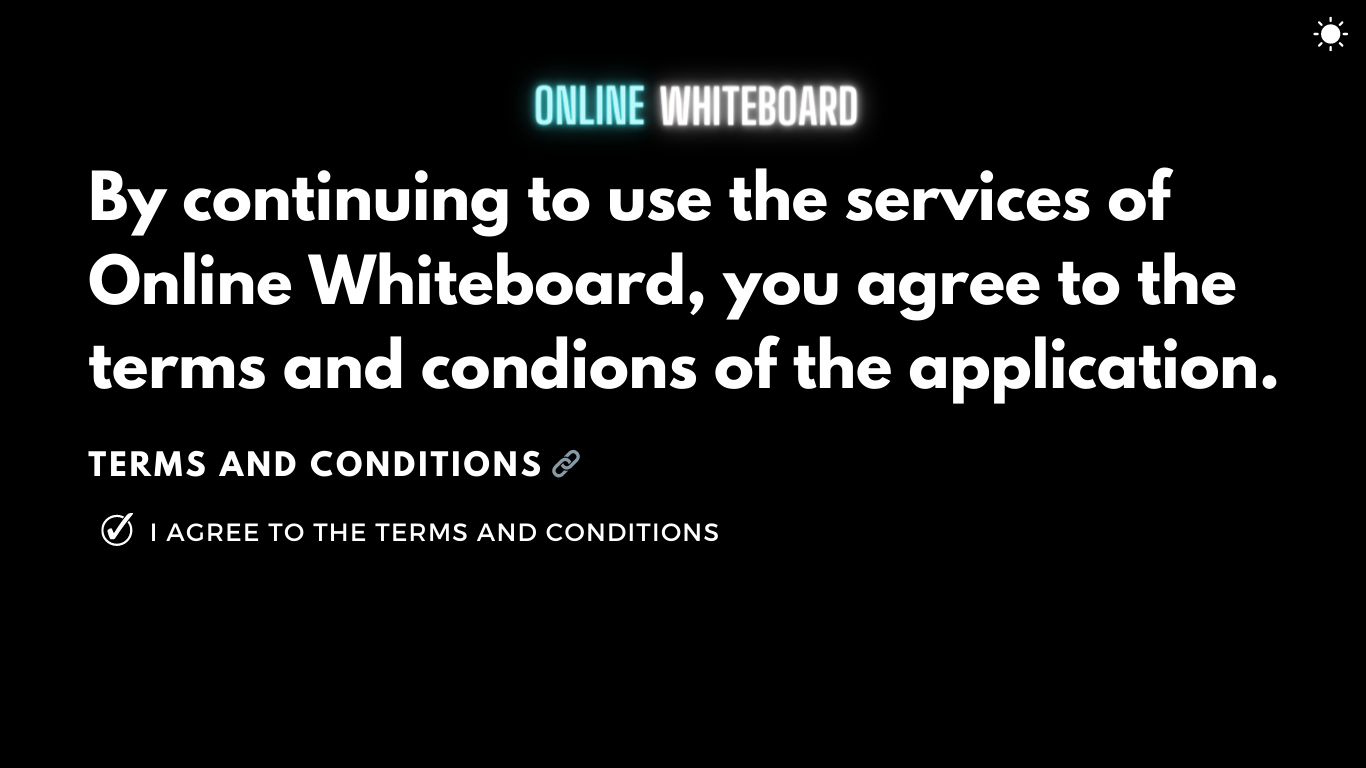 ONLINE WHITEBOARD
By continuing to use the services of
Online Whiteboard, you agree to the
terms and condions of the application.
TERMS AND CONDITIONS
I AGREE TO THE TERMS AND CONDITIONS